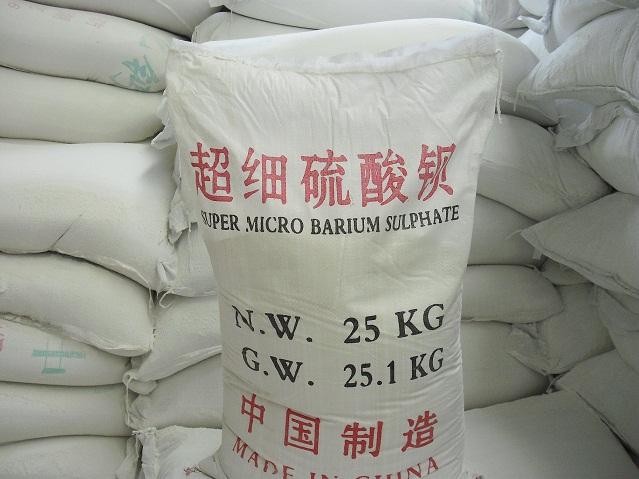 超细硫酸钡
SUPER MICRO BARIUM SULPHATE
N.W. 25 KG
G.W. 25.1 KG
中国制造
MADE IN CHINA